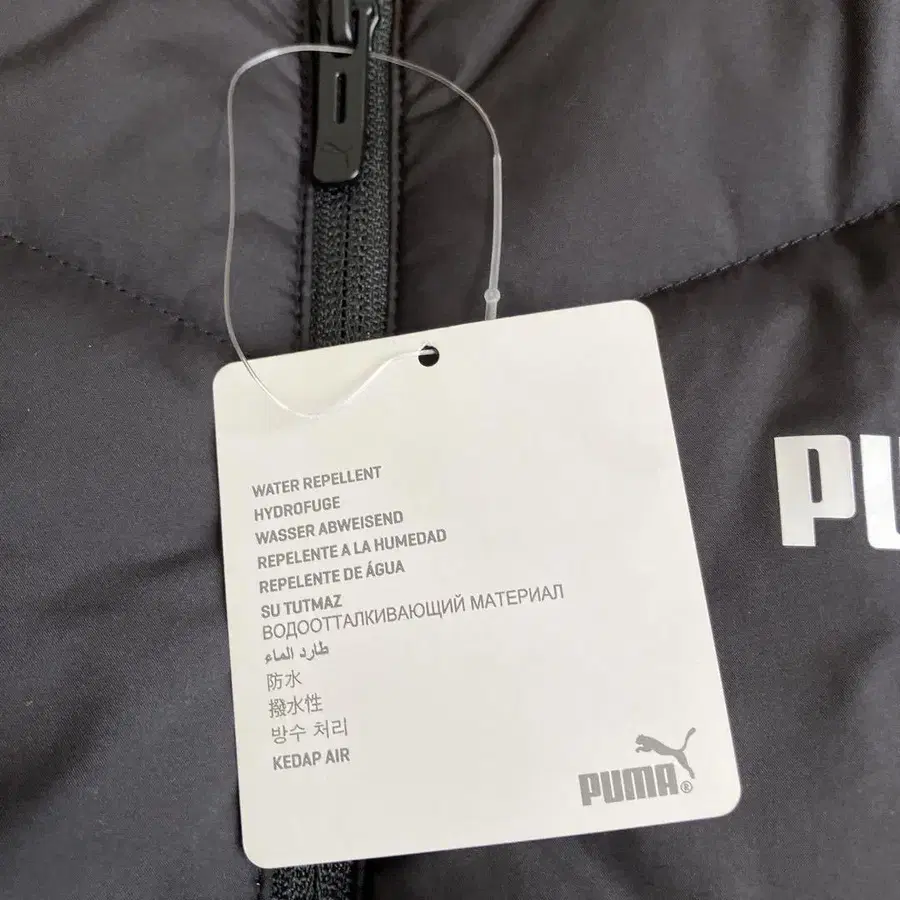 WATER REPELLENT
HYDROFUGE
WASSER ABWEISEND
REPELENTE A LA HUMEDAD
REPELENTE DE ÁGUA
SU TUTMAZ
ВОДООТТАЛКИВАЮЩИЙ МАТЕРИАЛ
طارد الماء
防水
撥水性
방수 처리
KEDAP AIR
PUMA®
PU